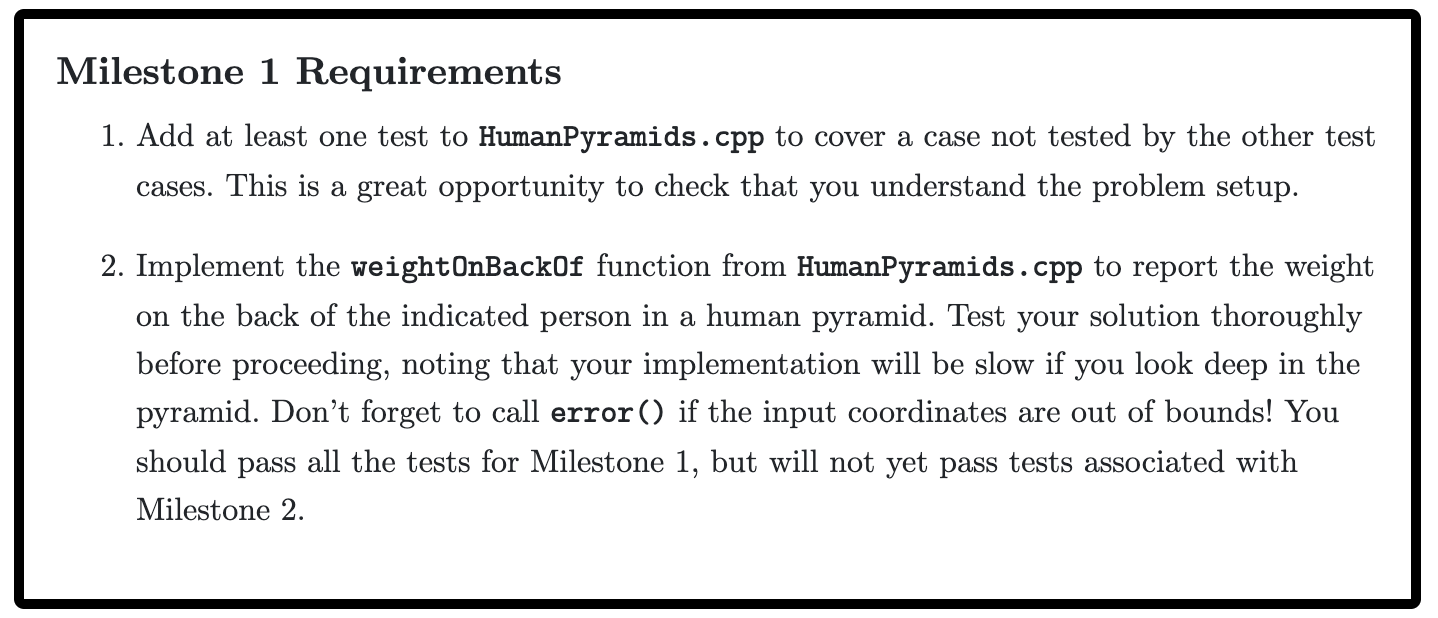 Milestone 1 Requirements
1. Add at least one test to HumanPyramids.cpp to cover a case not tested by the other test
cases. This is a great opportunity to check that you understand the problem setup.
2. Implement the weightOnBackOf function from HumanPyramids.cpp to report the weight
on the back of the indicated person in a human pyramid. Test your solution thoroughly
before proceeding, noting that your implementation will be slow if you look deep in the
pyramid. Don’t forget to call error() if the input coordinates are out of bounds! You
should pass all the tests for Milestone 1, but will not yet pass tests associated with
Milestone 2.